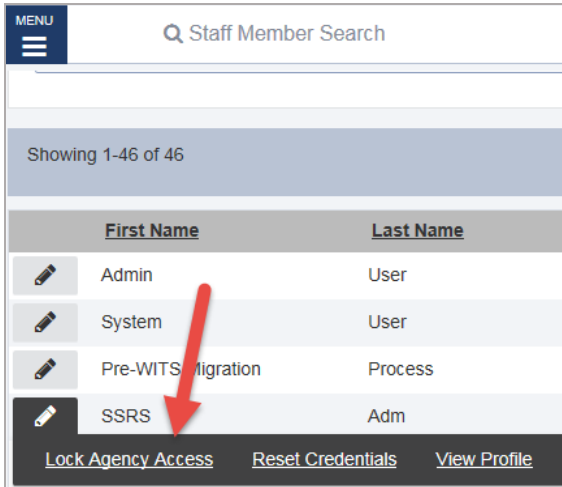 MENU
Staff Member Search
Showing 1-46 of 46
First Name Last Name
Admin User
System User
Pre-WITS Migration Process
SSRS Adm
Lock Agency Access Reset Credentials View Profile